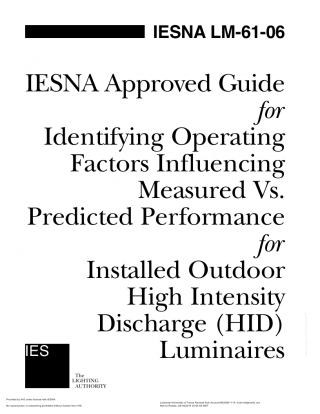 IESNA LM-61-06
IESNA Approved Guide
for
Identifying Operating
Factors Influencing
Measured Vs.
Predicted Performance
for
Installed Outdoor
High Intensity
Discharge (HID)
Luminaires
IES
The
LIGHTING
AUTHORITY